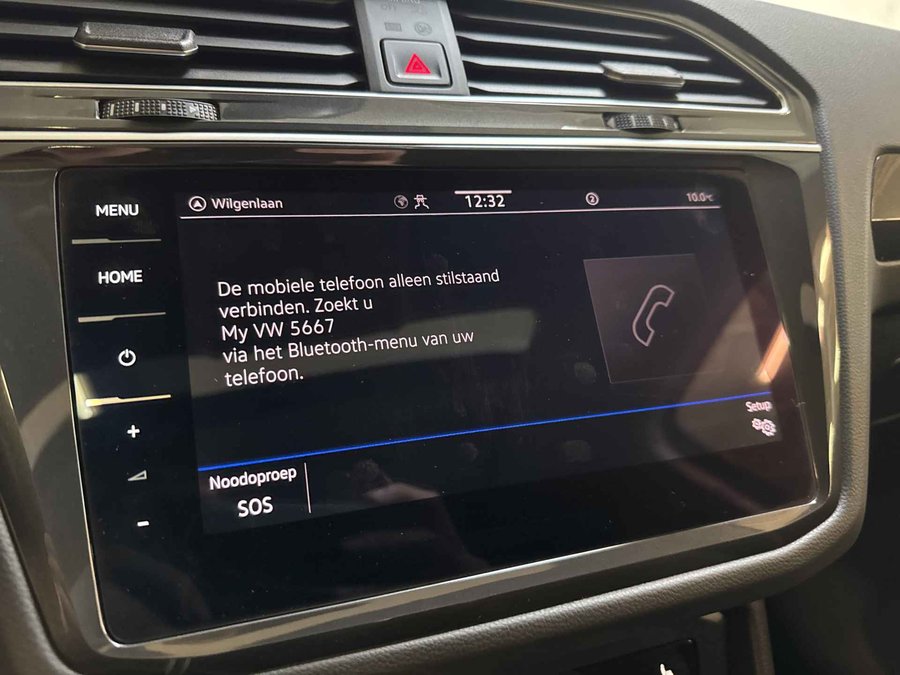 MENU
HOME
Wilgenlaan
12:32
2
10.0°C
De mobiele telefoon alleen stilstaand
verbinden. Zoekt u
My VW 5667
via het Bluetooth-menu van uw
telefoon.
Setup
Noodoproep
SOS
+
-